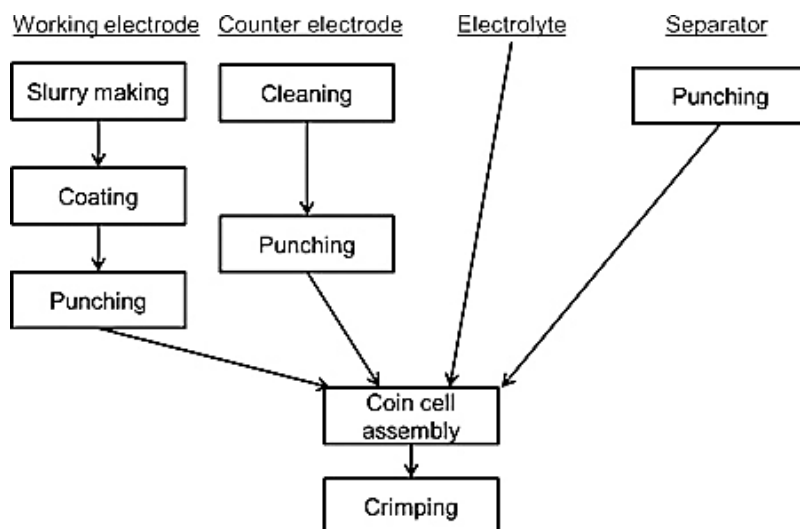 Working electrode
Counter electrode
Electrolyte
Separator
Slurry making
Cleaning
Punching
Coating
Punching
Punching
Coin cell
assembly
Crimping